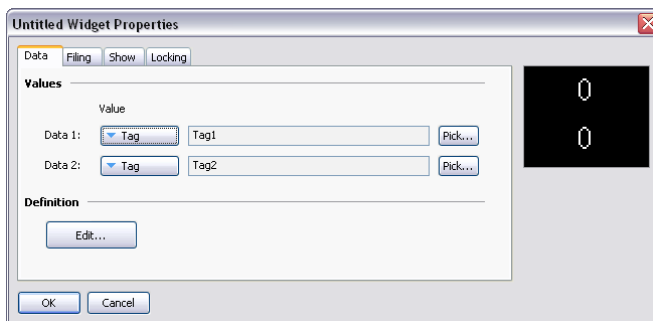 Untitled Widget Properties
Data Filing Show Locking
Values
Value
Data 1: Tag Tag1 Pick...
Data 2: Tag Tag2 Pick...
Definition
Edit...
OK Cancel
0
0